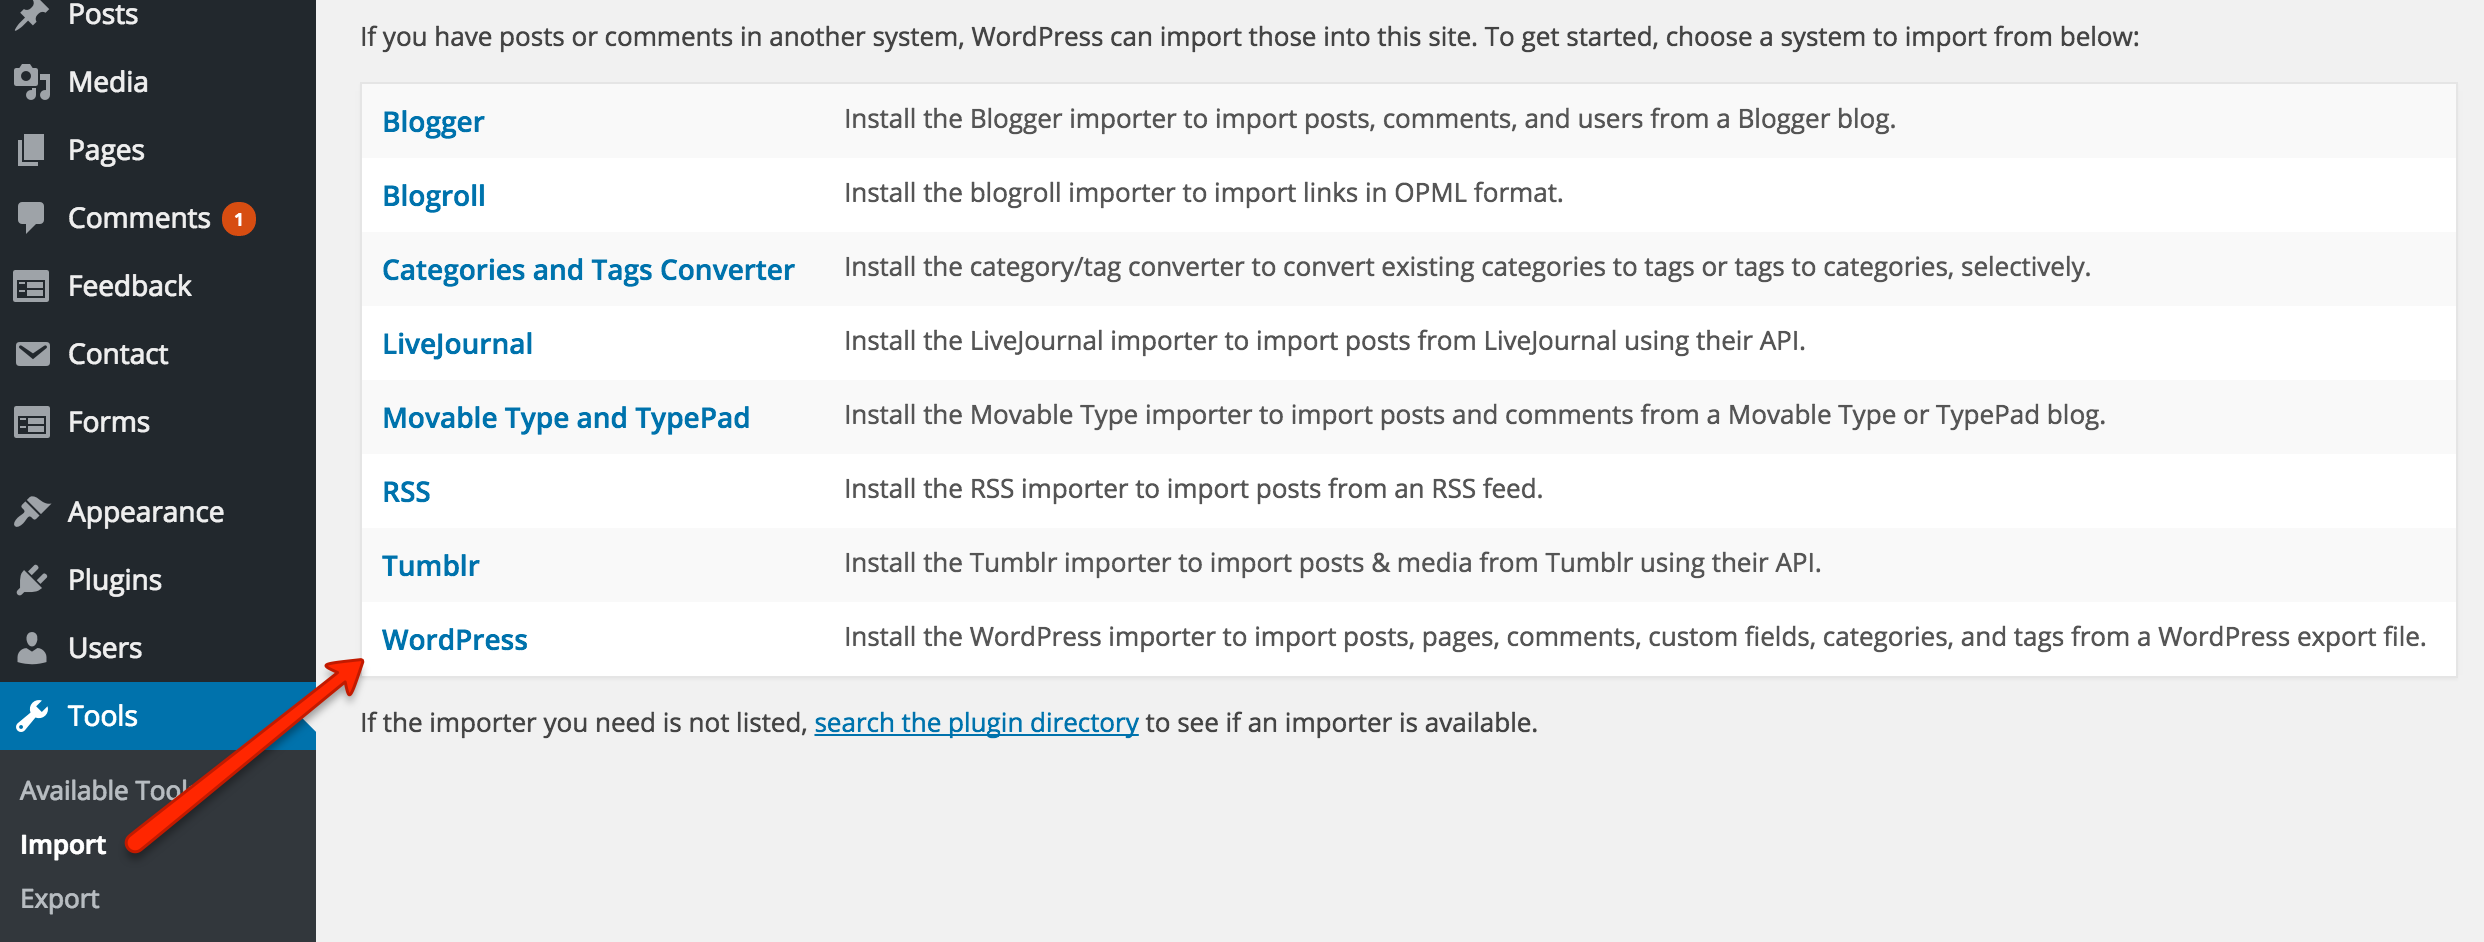 Posts
Media
Pages
Comments 1
Feedback
Contact
Forms
Appearance
Plugins
Users
Tools
Available Tool
Import
Export
If you have posts or comments in another system, WordPress can import those into this site. To get started, choose a system to import from below:
Blogger Install the Blogger importer to import posts, comments, and users from a Blogger blog.
Blogroll Install the blogroll importer to import links in OPML format.
Categories and Tags Converter Install the category/tag converter to convert existing categories to tags or tags to categories, selectively.
LiveJournal Install the LiveJournal importer to import posts from LiveJournal using their API.
Movable Type and TypePad Install the Movable Type importer to import posts and comments from a Movable Type or TypePad blog.
RSS Install the RSS importer to import posts from an RSS feed.
Tumblr Install the Tumblr importer to import posts & media from Tumblr using their API.
WordPress Install the WordPress importer to import posts, pages, comments, custom fields, categories, and tags from a WordPress export file.
If the importer you need is not listed, search the plugin directory to see if an importer is available.